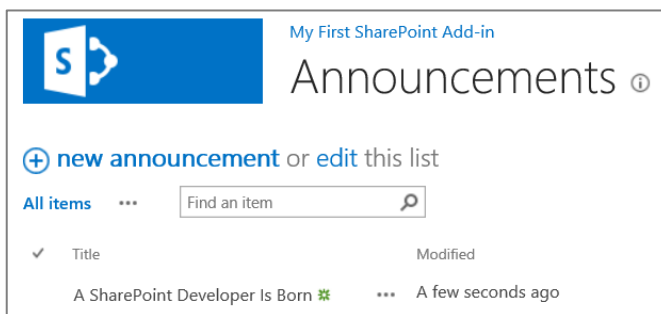 S
My First SharePoint Add-in
Announcements
new announcement or edit this list
All items ... Find an item
Title Modified
A SharePoint Developer Is Born ... A few seconds ago